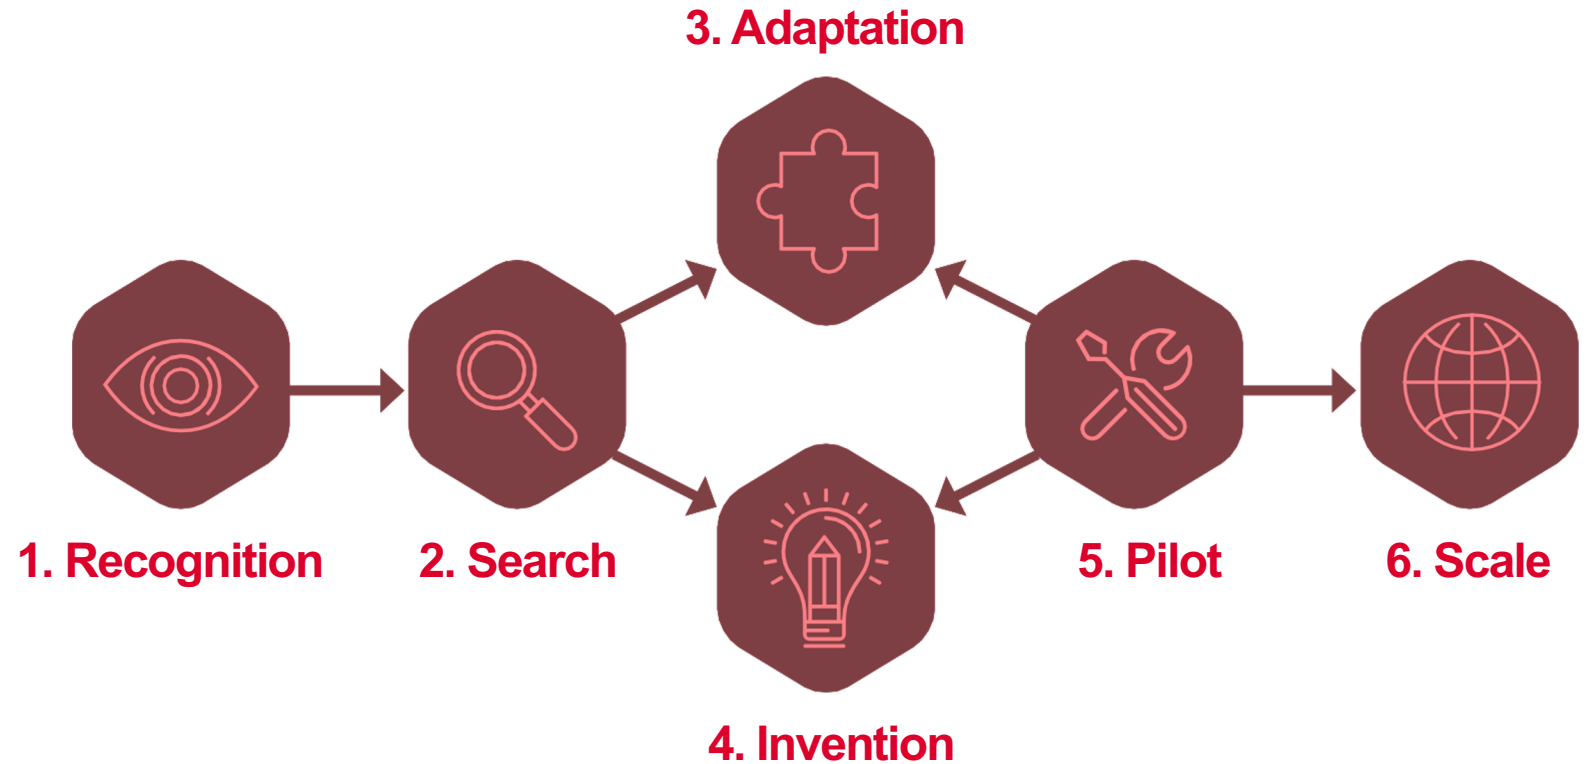 3. Adaptation
1. Recognition
2. Search
5. Pilot
6. Scale
4. Invention